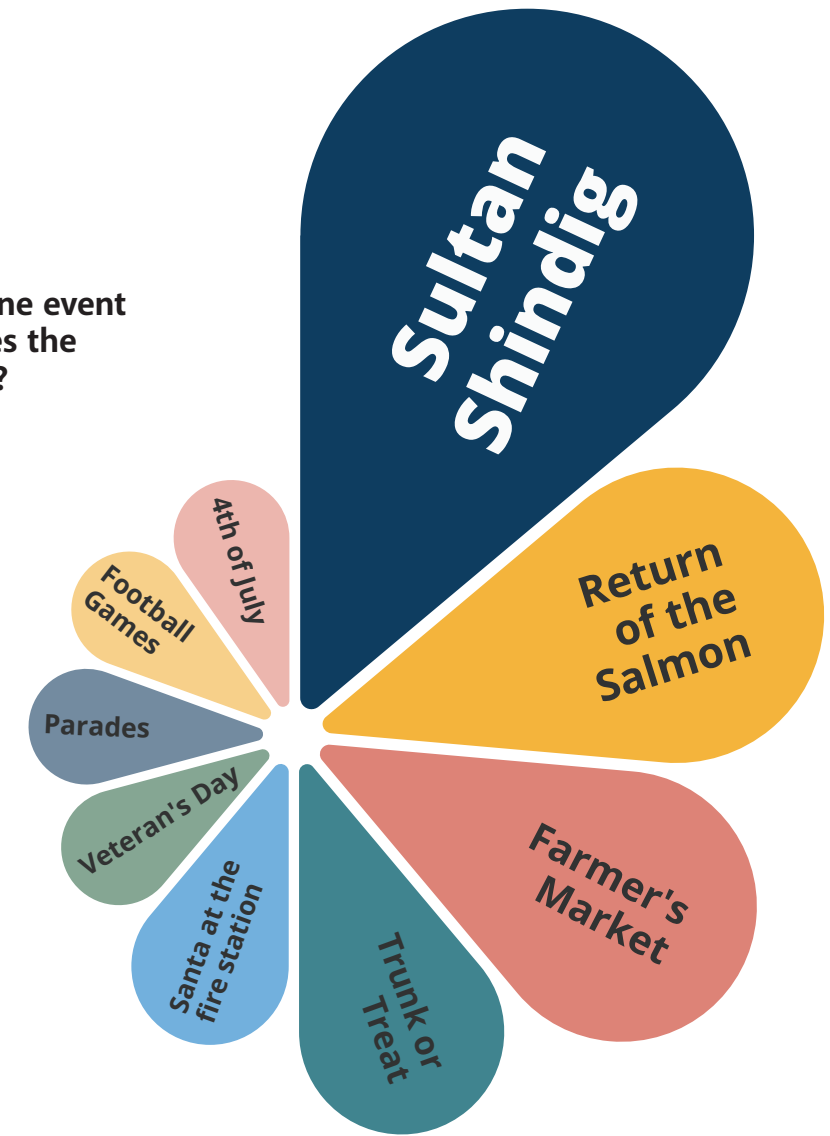 ne event
es the
?
Sultan
Shindig
Return
of the
Salmon
Farmer's
Market
Trunk or
Treat
Santa at the
fire station
Veteran's Day
Parades
Football
Games
4th of July